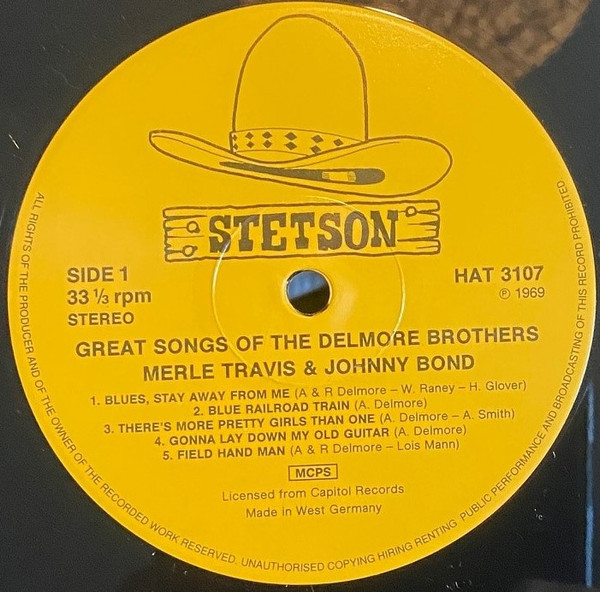 STETSON
SIDE 1
33 ⅓ rpm
STEREO
HAT 3107
℗ 1969
GREAT SONGS OF THE DELMORE BROTHERS
MERLE TRAVIS & JOHNNY BOND
1. BLUES, STAY AWAY FROM ME (A & R Delmore – W. Raney – H. Glover)
2. BLUE RAILROAD TRAIN (A. Delmore)
3. THERE'S MORE PRETTY GIRLS THAN ONE (A. Delmore – A. Smith)
4. GONNA LAY DOWN MY OLD GUITAR (A. Delmore)
5. FIELD HAND MAN (A & R Delmore – Lois Mann)
MCPS
Licensed from Capitol Records
Made in West Germany
ALL RIGHTS OF THE PRODUCER AND OF THE OWNER OF THE RECORDED WORK RESERVED. UNAUTHORISED COPYING HIRING RENTING PUBLIC PERFORMANCE AND BROADCASTING OF THIS RECORD PROHIBITED.